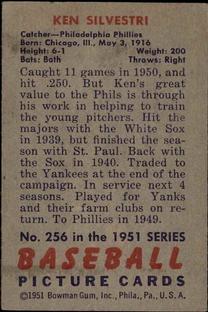 KEN SILVESTRI
Catcher—Philadelphia Phillies
Born: Chicago, Ill., May 3, 1916
Height: 6-1 Weight: 200
Bats: Both Throws: Right
Caught 11 games in 1950, and
hit .250. But Ken's great
value to the Phils is through
his work in helping to train
the young pitchers. Hit the
majors with the White Sox
in 1939, but finished the sea-
son with St. Paul. Back with
the Sox in 1940. Traded to
the Yankees at the end of the
campaign. In service next 4
seasons. Played for Yanks
and their farm clubs on re-
turn. To Phillies in 1949.
No. 256 in the 1951 SERIES
BASEBALL
PICTURE CARDS
©1951 Bowman Gum, Inc., Phila., Pa., U. S. A.